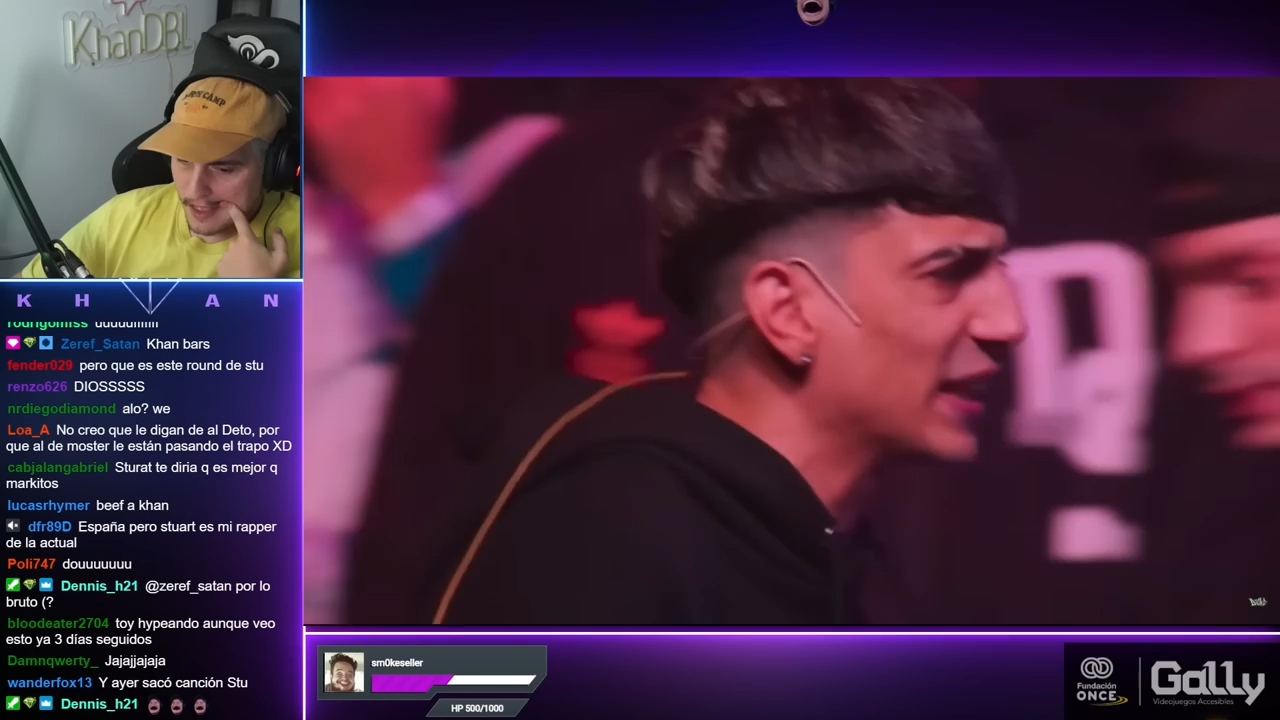 KhanDBL
CAMP
K H A N
rodrigomss uuuuuiiiiii
Zeref_Satan Khan bars
fender029 pero que es este round de stu
renzo626 DIOSSSSS
nrdiegodiamond alo? we
Loa_A No creo que le digan de al Deto, por
que al de moster le están pasando el trapo XD
cabjalangabriel Sturat te diria q es mejor q
markitos
lucasrhymer beef a khan
dfr89D España pero stuart es mi rapper
de la actual
Poli747 douuuuuuu
Dennis_h21 @zeref_satan por lo
bruto (?
bloodeater2704 toy hypeando aunque veo
esto ya 3 días seguidos
Damnqwerty_ Jajajjajaja
wanderfox13 Y ayer sacó canción Stu
Dennis_h21
sm0keseller
HP 500/1000
Fundación
ONCE
Gally
Videojuegos Accesibles